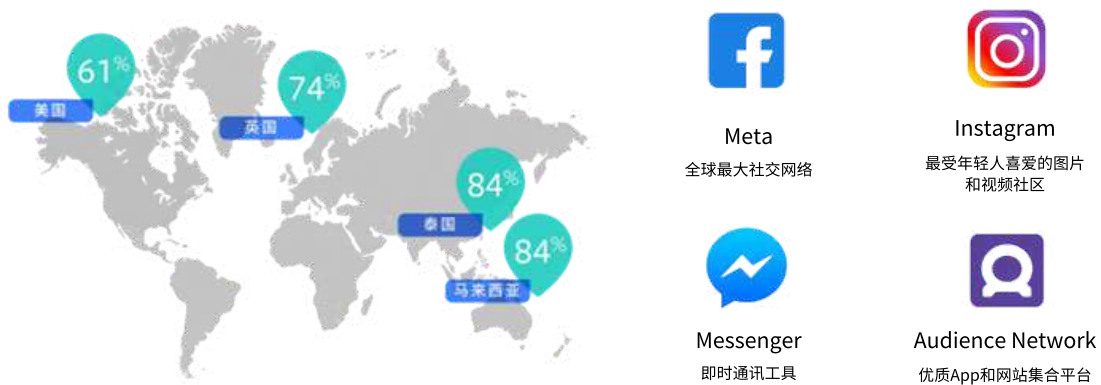 61%
美国
74%
英国
84%
泰国
84%
马来西亚
Meta
全球最大社交网络
Instagram
最受年轻人喜爱的图片
和视频社区
Messenger
即时通讯工具
Audience Network
优质App和网站集合平台